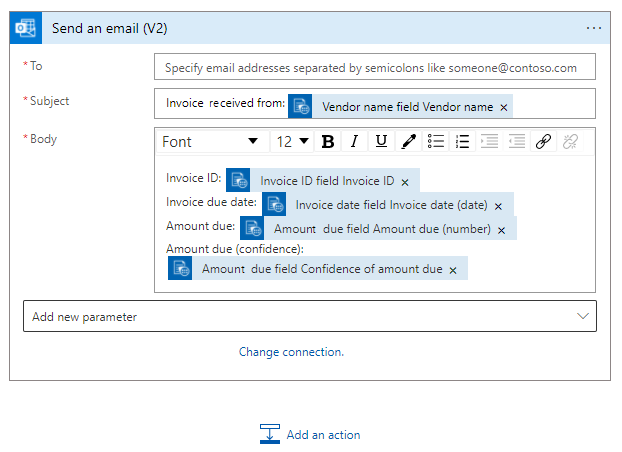 Send an email (V2)
* To
Specify email addresses separated by semicolons like someone@contoso.com
* Subject
Invoice received from: Vendor name field Vendor name ×
* Body
Font 12 B I U
Invoice ID: Invoice ID field Invoice ID ×
Invoice due date: Invoice date field Invoice date (date) ×
Amount due: Amount due field Amount due (number) ×
Amount due (confidence):
Amount due field Confidence of amount due ×
Add new parameter
Change connection.
Add an action